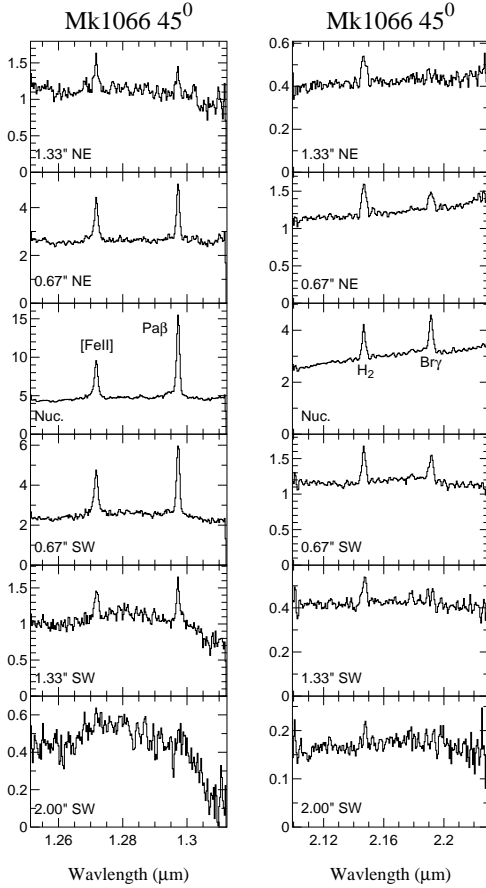 Mk1066 45⁰
Mk1066 45⁰
1.5
1
0.5
0
1.33" NE
0.6
0.4
0.2
0
1.33" NE
4
2
0
0.67" NE
1.5
1
0.5
0
0.67" NE
15
10
5
0
[FeII]
Paβ
Nuc.
4
2
0
H₂
Brγ
Nuc.
6
4
2
0
0.67" SW
1.5
1
0.5
0
0.67" SW
1.5
1
0.5
0
1.33" SW
0.4
0.2
0
1.33" SW
0.6
0.4
0.2
0
2.00" SW
0.2
0.1
0
2.00" SW
1.26
1.28
1.3
2.12
2.16
2.2
Wavlength (μm)
Wavlength (μm)